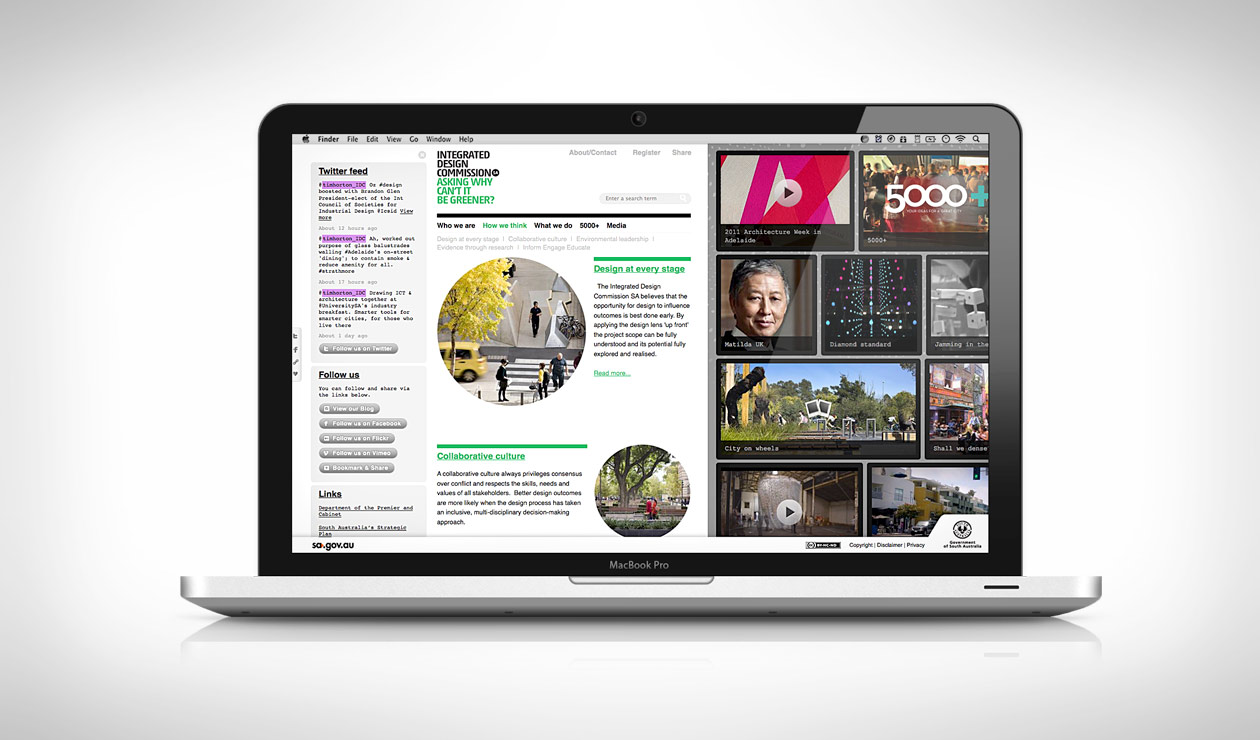 Finder File Edit View Go Window Help
Twitter feed
@timhorton_IDC Oz #design
boosted with Brandon Glen
President-elect of the Int
Council of Societies for
Industrial Design #Icsid View
more
About 12 hours ago
@timhorton_IDC Ah, worked out
purpose of glass balustrades
walling #Adelaide's on-street
'dining'; to contain smoke &
reduce amenity for all.
#strathmore
About 17 hours ago
@timhorton_IDC Drawing ICT &
architecture together at
#UniversitySA's industry
breakfast. Smarter tools for
smarter cities, for those who
live there
About 1 day ago
Follow us on Twitter
Follow us
You can follow and share via
the links below.
View our Blog
Follow us on Facebook
Follow us on Flickr
Follow us on Vimeo
Bookmark & Share
Links
Department of the Premier and
Cabinet
South Australia's Strategic
Plan
INTEGRATED
DESIGN
COMMISSION SA
ASKING WHY
CAN'T IT
BE GREENER?
About/Contact Register Share
Enter a search term
Who we are How we think What we do 5000+ Media
Design at every stage | Collaborative culture | Environmental leadership |
Evidence through research | Inform Engage Educate
Design at every stage
The Integrated Design
Commission SA believes that the
opportunity for design to influence
outcomes is best done early. By
applying the design lens 'up front'
the project scope can be fully
understood and its potential fully
explored and realised.
Read more...
Collaborative culture
A collaborative culture always privileges consensus
over conflict and respects the skills, needs and
values of all stakeholders. Better design outcomes
are more likely when the design process has taken
an inclusive, multi-disciplinary decision-making
approach.
2011 Architecture Week in
Adelaide
5000+
YOUR IDEAS FOR A SMART CITY
5000+
Matilda UK
Diamond standard
Jamming in the
City on wheels
Shall we dense
sa.gov.au
BY-NC-ND
Copyright | Disclaimer | Privacy
Government
of South Australia
MacBook Pro